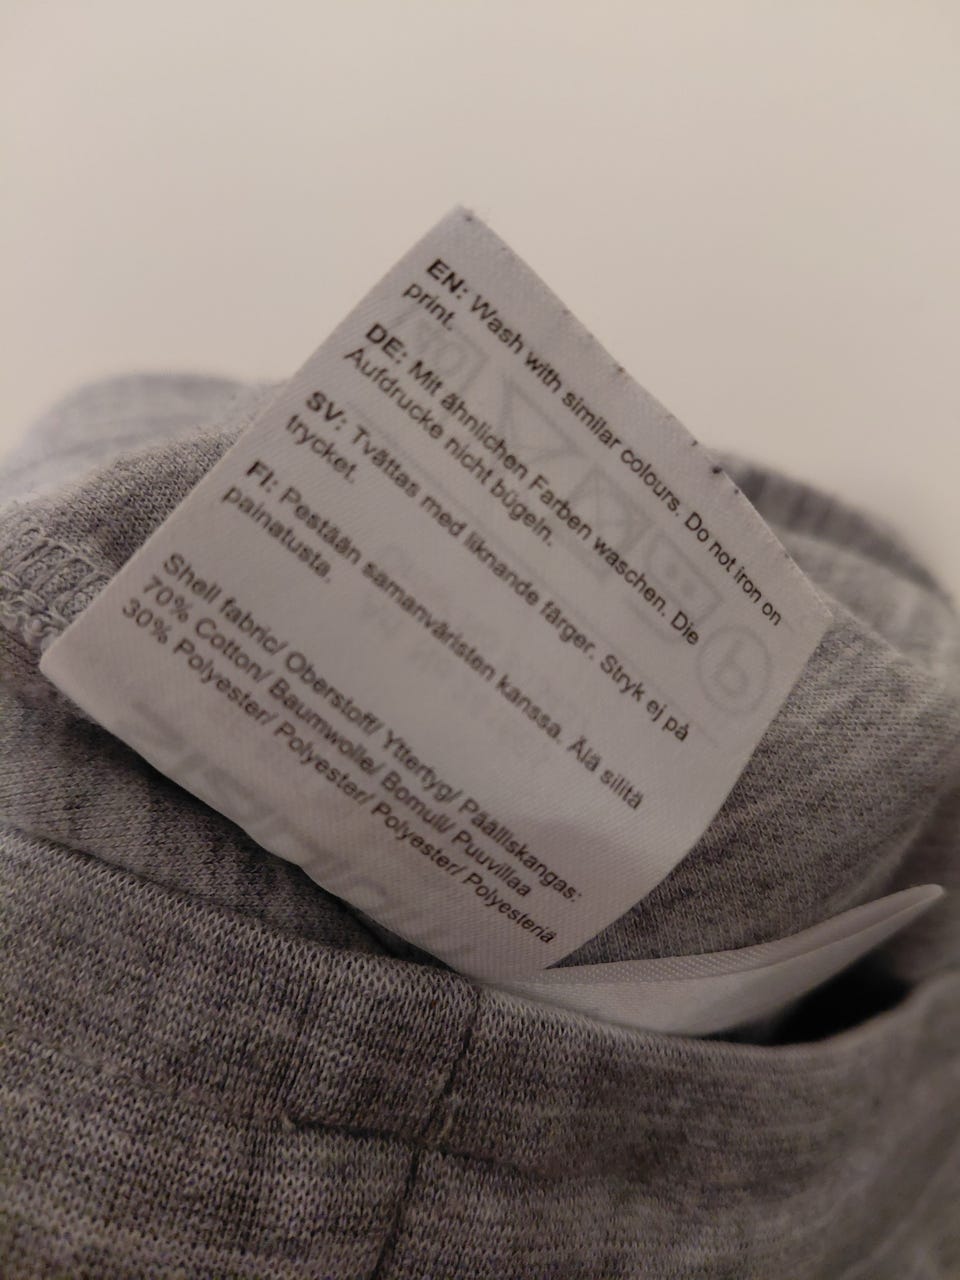 EN: Wash with similar colours. Do not iron on
print.
DE: Mit ähnlichen Farben waschen. Die
Aufdrucke nicht bügeln.
SV: Tvättas med liknande färger. Stryk ej på
trycket.
FI: Pestään samanväristen kanssa. Älä silitä
painatusta.
Shell fabric/ Oberstoff/ Yttertyg/ Päälliskangas:
70% Cotton/ Baumwolle/ Bomull/ Puuvillaa
30% Polyester/ Polyester/ Polyester/ Polyesteriä